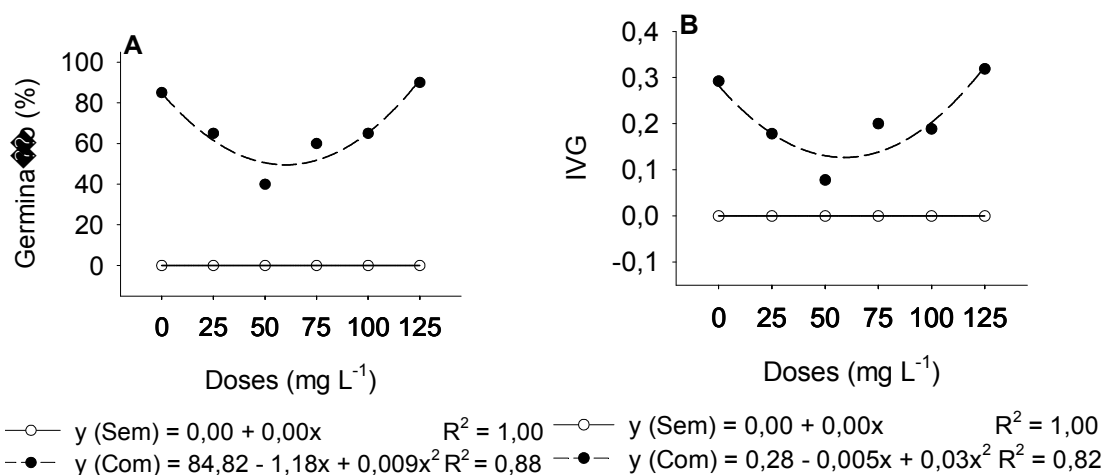 A
Germina o (%)
100
80
60
40
20
0
0 25 50 75 100 125
Doses (mg L⁻¹)
y (Sem) = 0,00 + 0,00x R² = 1,00
y (Com) = 84,82 - 1,18x + 0,009x² R² = 0,88
B
IVG
0,4
0,3
0,2
0,1
0,0
-0,1
0 25 50 75 100 125
Doses (mg L⁻¹)
y (Sem) = 0,00 + 0,00x R² = 1,00
y (Com) = 0,28 - 0,005x + 0,03x² R² = 0,82